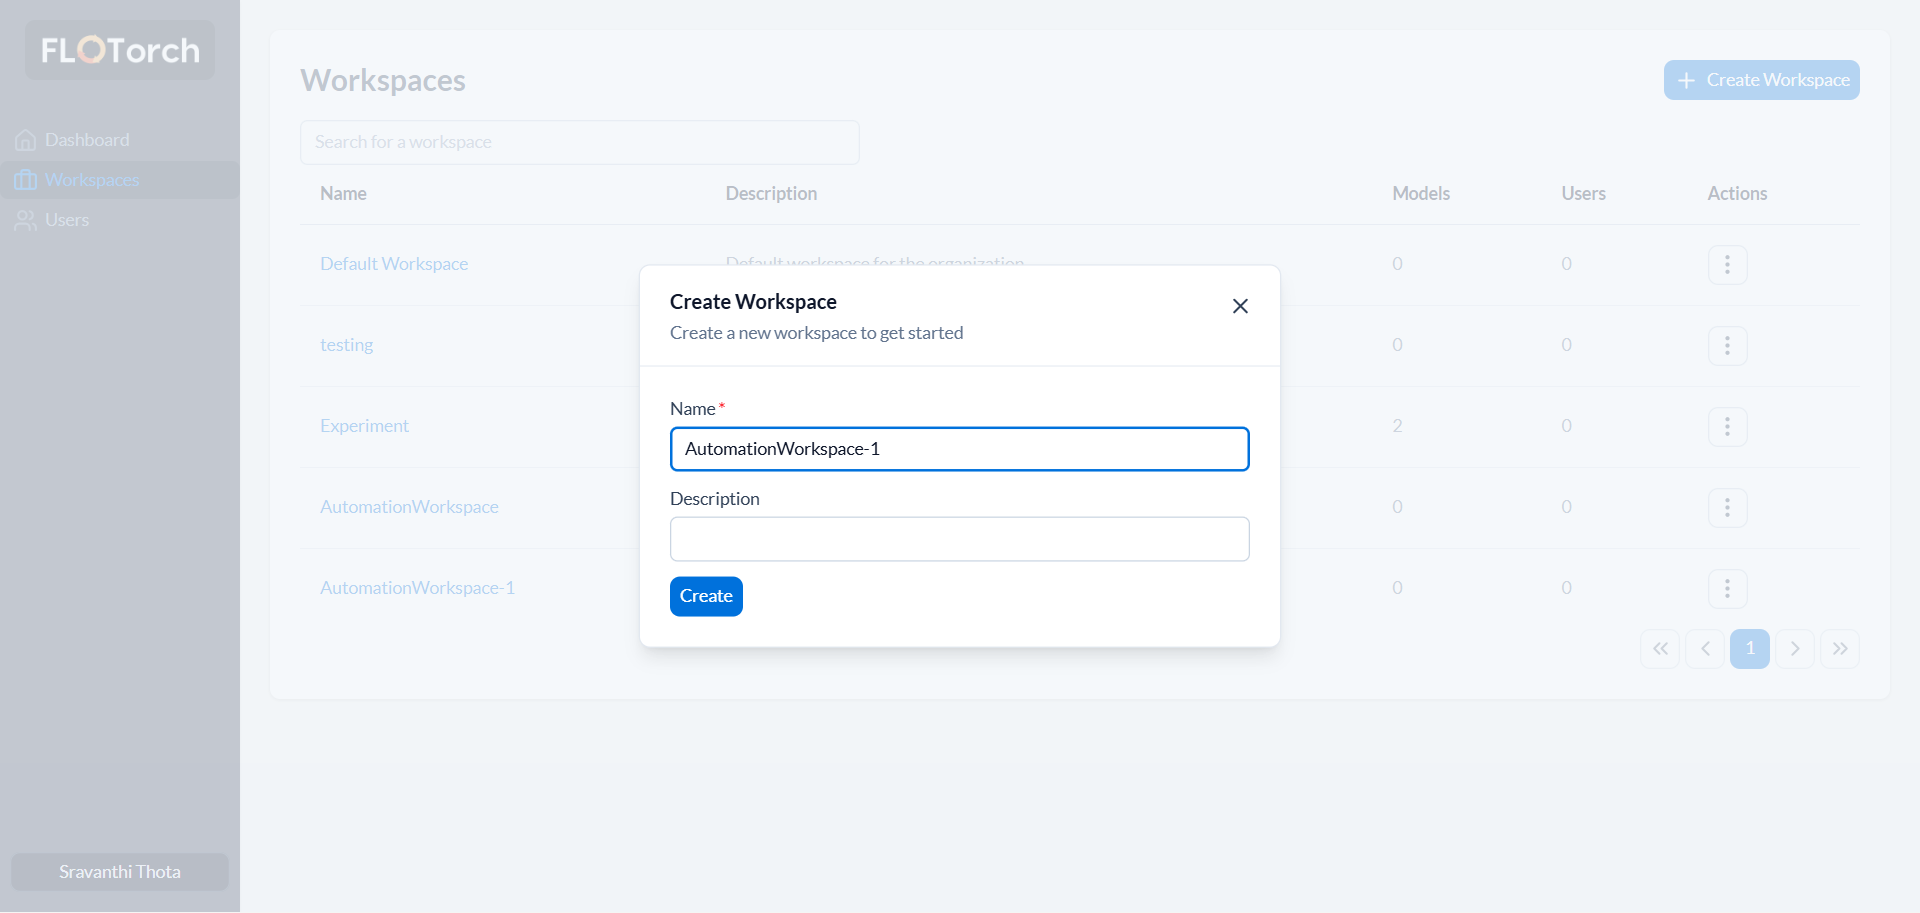 FLOTorch
Dashboard
Workspaces
Users
Sravanthi Thota
Workspaces
Create Workspace
Search for a workspace
Name Description Models Users Actions
Default Workspace Default workspace for the organization 0 0
testing 0 0
Experiment 2 0
AutomationWorkspace 0 0
AutomationWorkspace-1 0 0
1
Create Workspace
Create a new workspace to get started
Name *
AutomationWorkspace-1
Description
Create